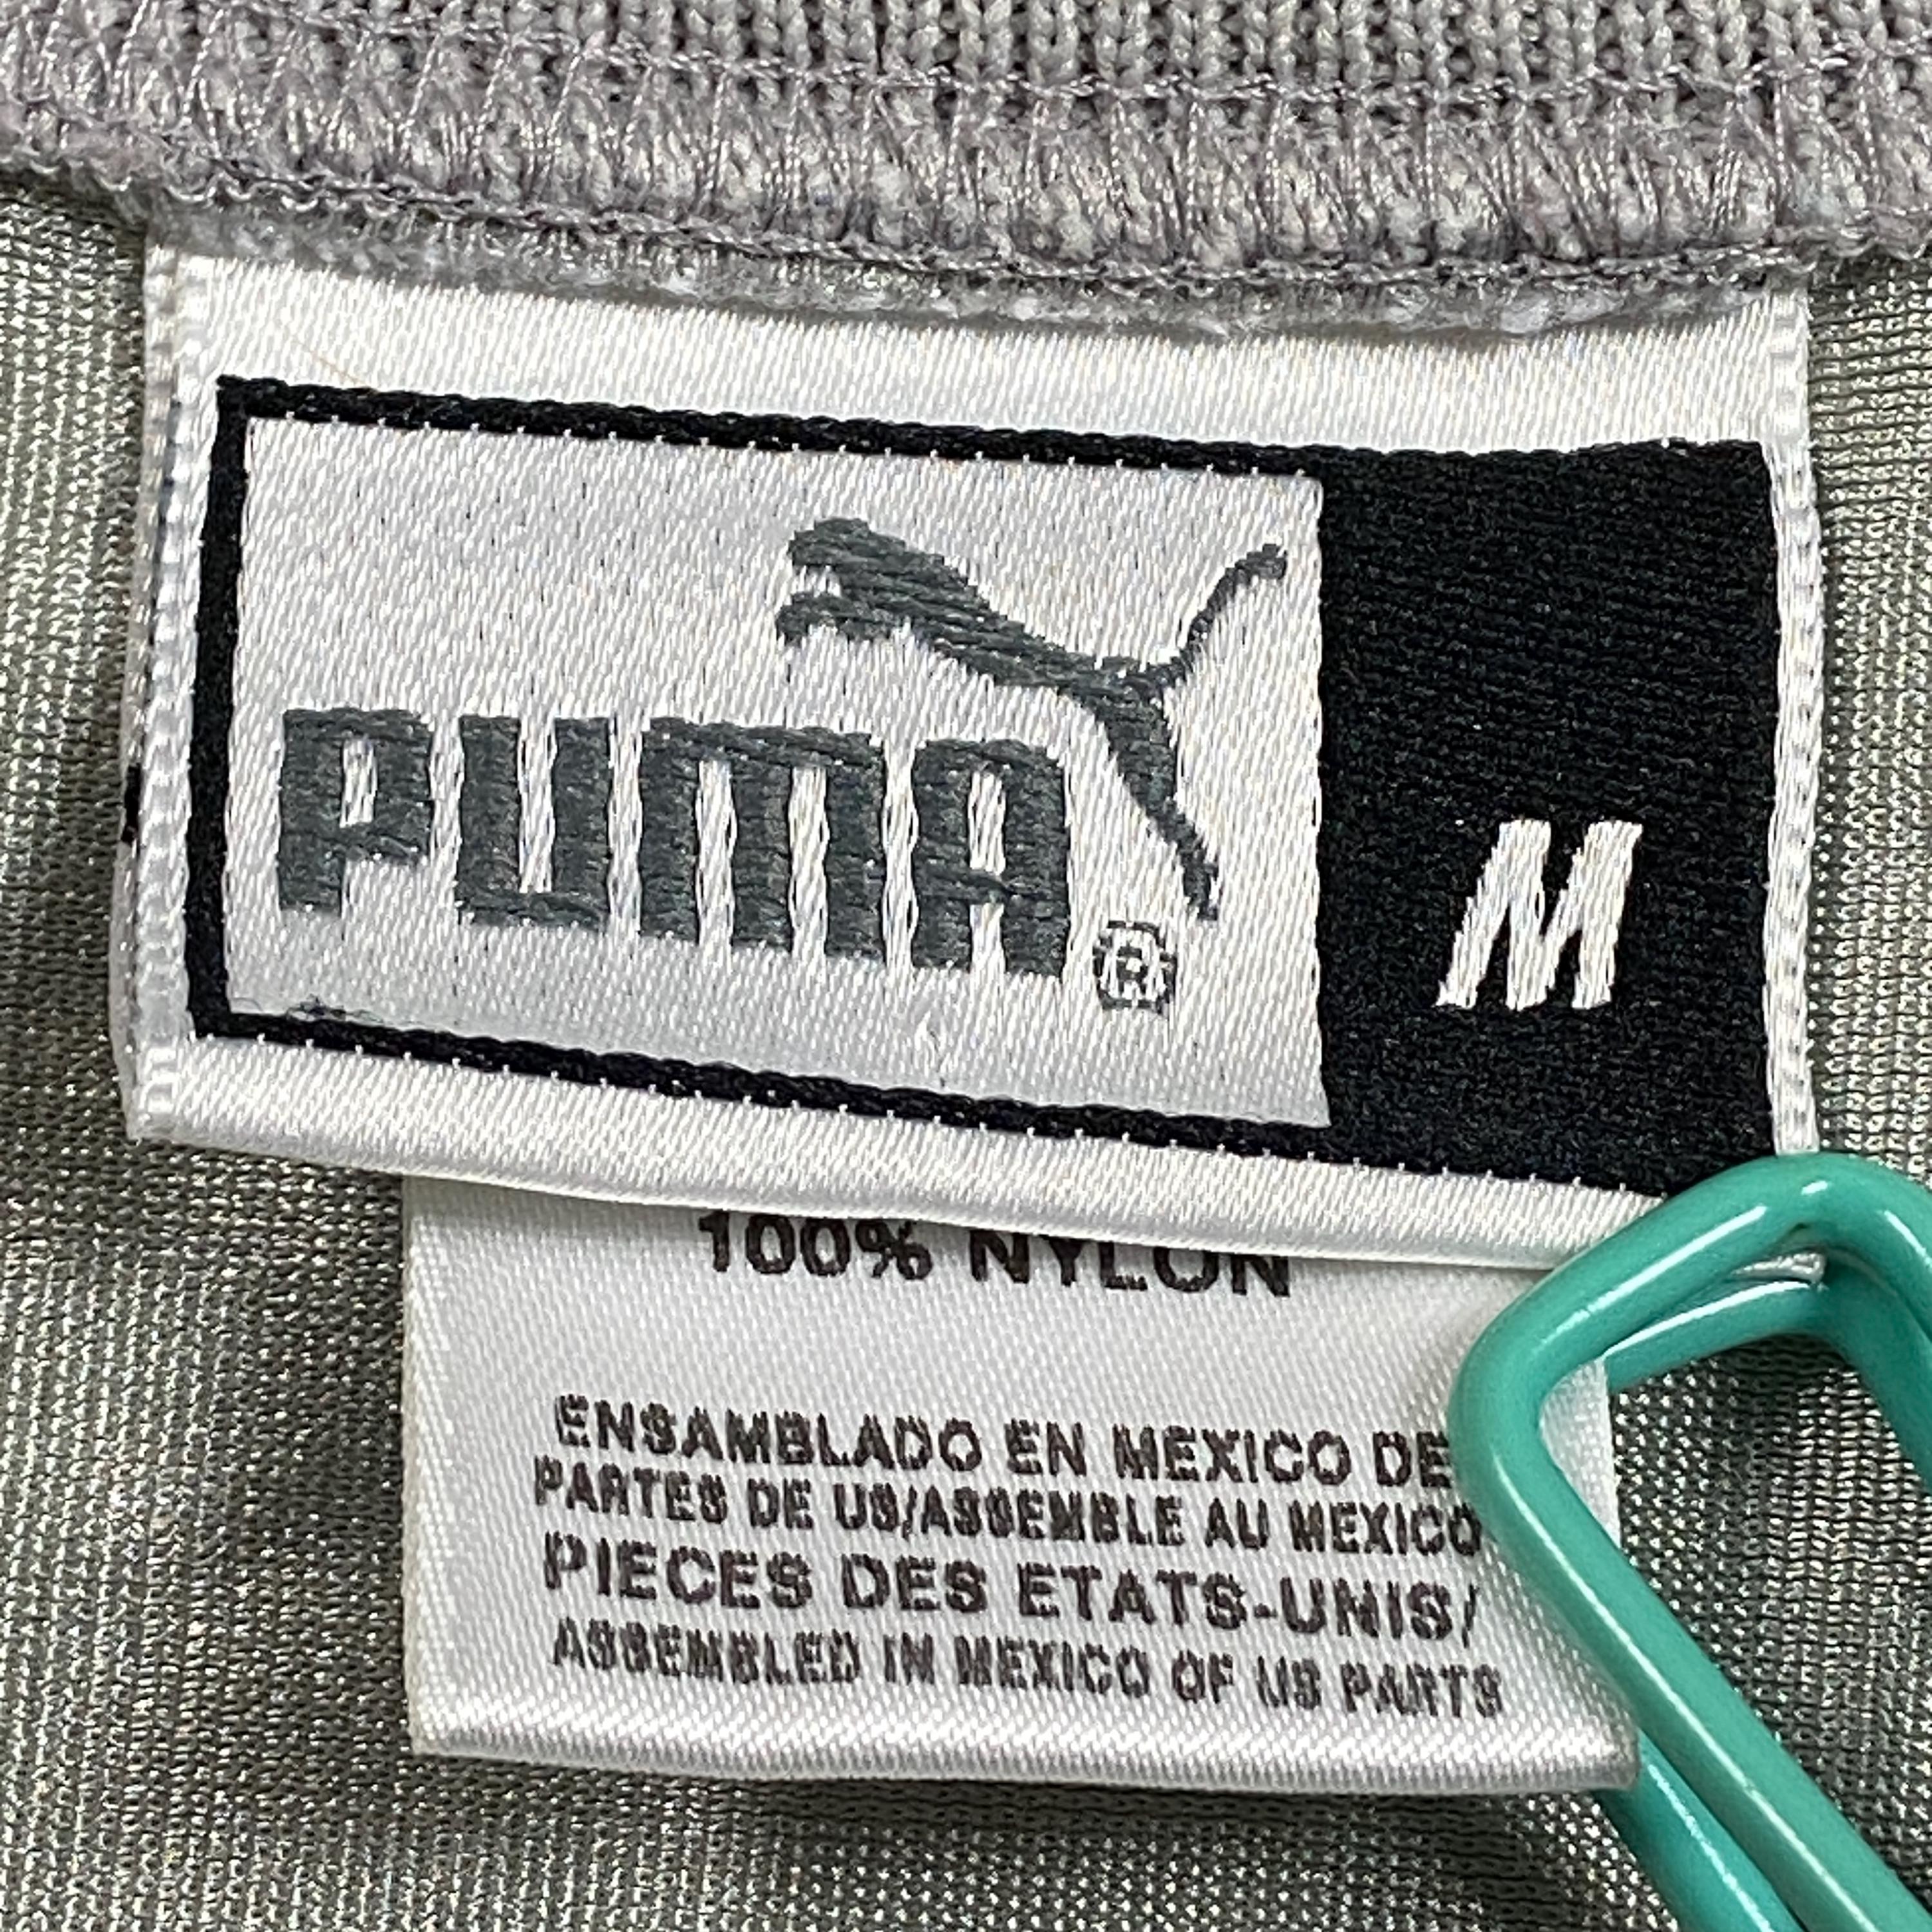 PUMA®
M
100% NYLON
ENSAMBLADO EN MEXICO DE
PARTES DE US/ASSEMBLE AU MEXICO
PIECES DES ETATS-UNIS/
ASSEMBLED IN MEXICO OF US PARTS